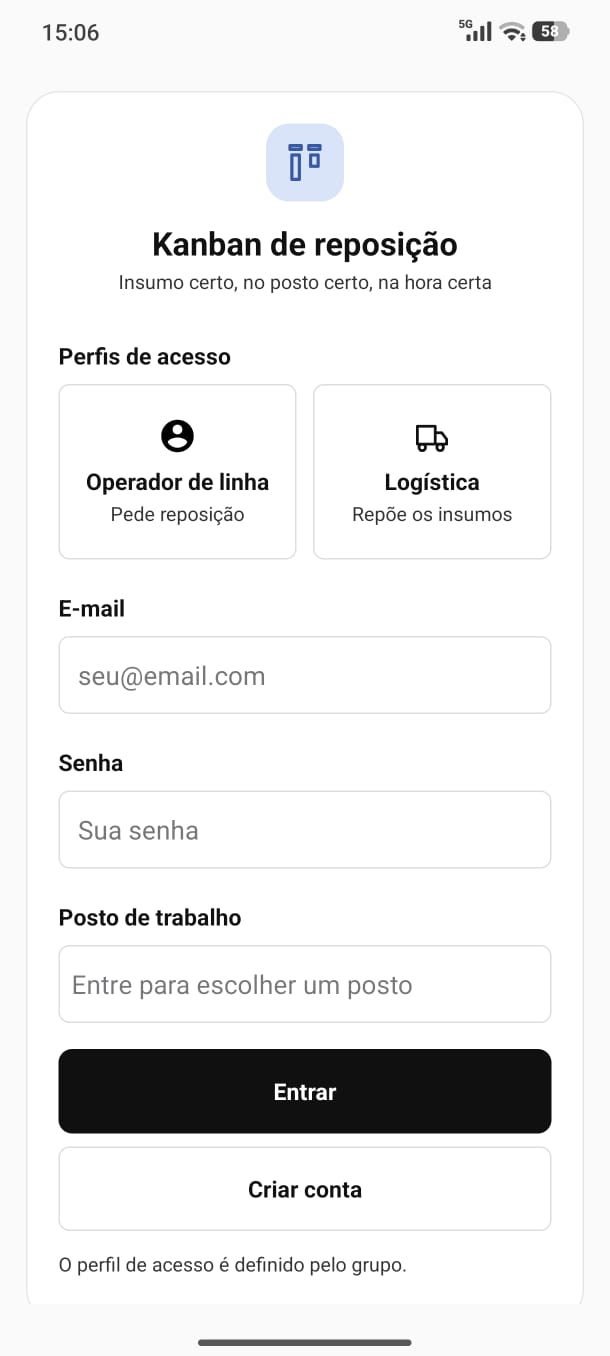 15:06
5G
58
Kanban de reposição
Insumo certo, no posto certo, na hora certa
Perfis de acesso
Operador de linha
Pede reposição
Logística
Repõe os insumos
E-mail
seu@email.com
Senha
Sua senha
Posto de trabalho
Entre para escolher um posto
Entrar
Criar conta
O perfil de acesso é definido pelo grupo.